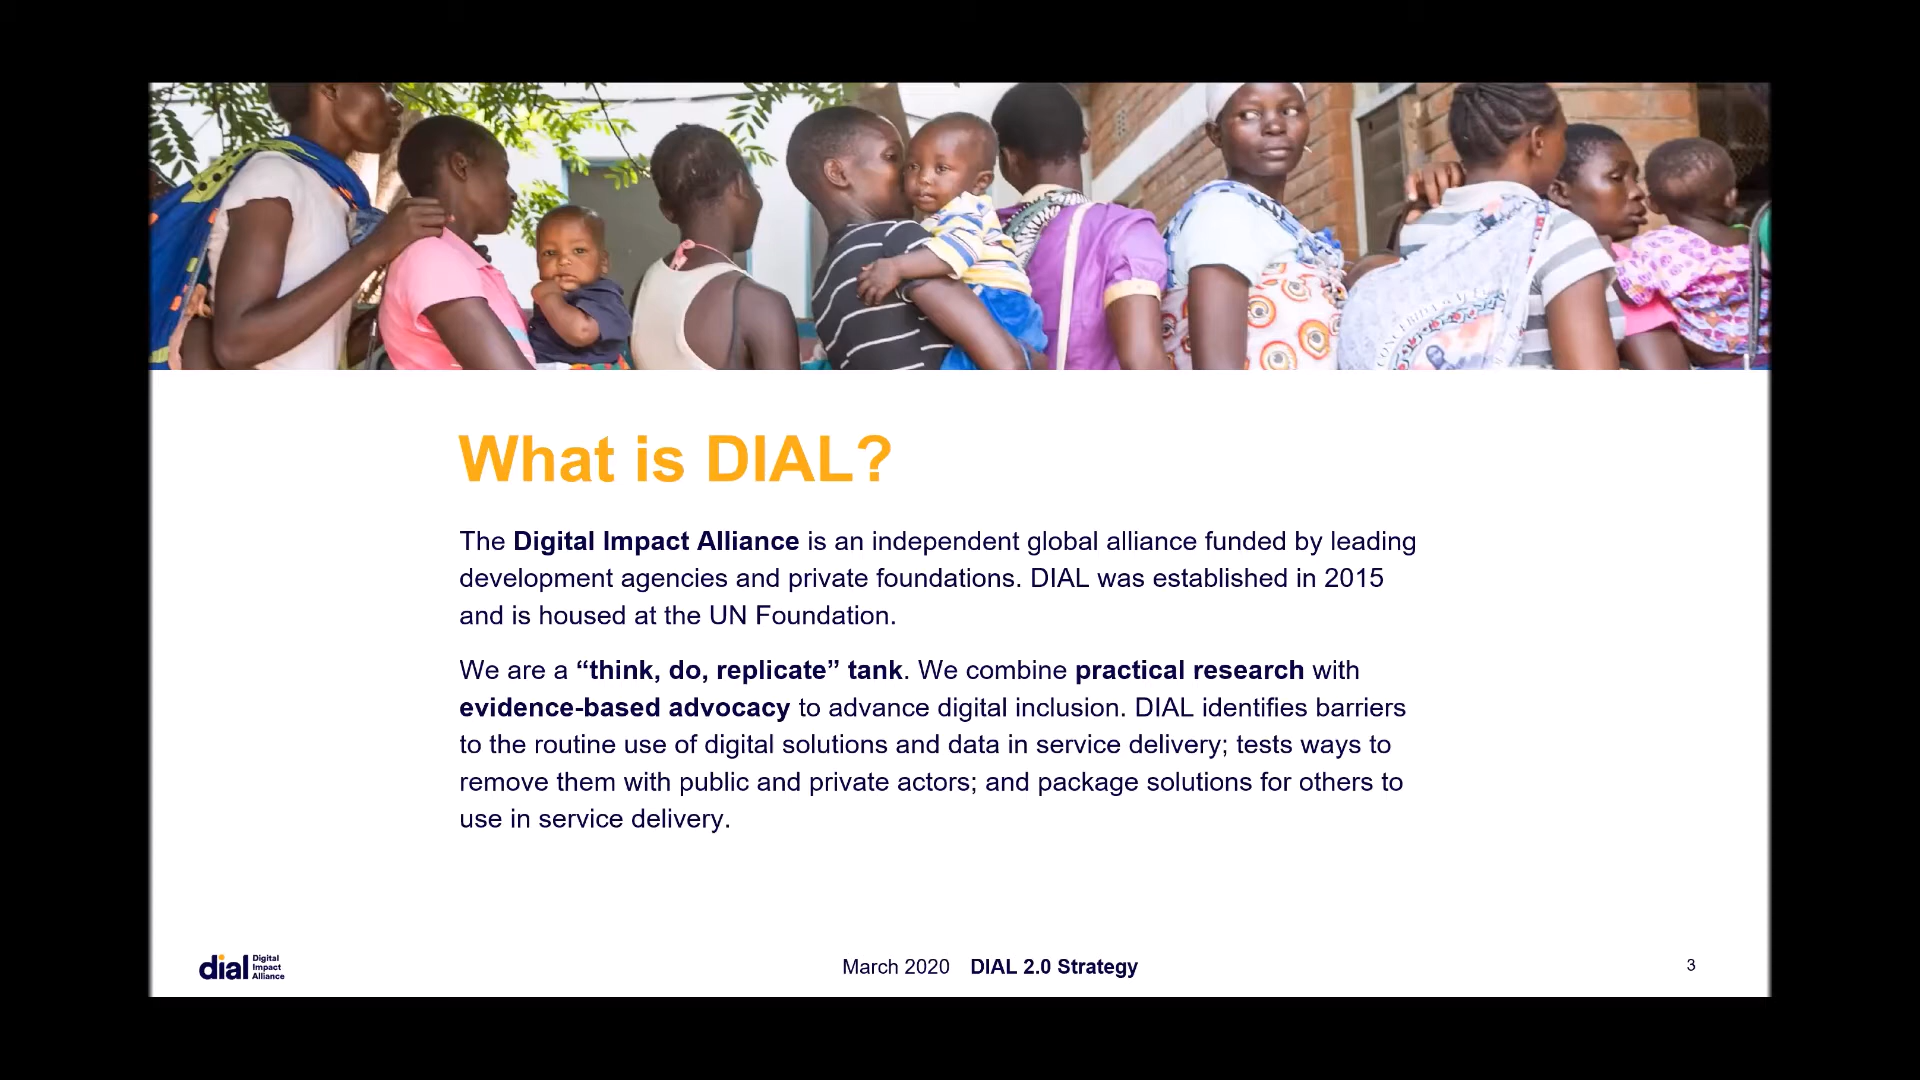 What is DIAL?
The Digital Impact Alliance is an independent global alliance funded by leading
development agencies and private foundations. DIAL was established in 2015
and is housed at the UN Foundation.
We are a “think, do, replicate” tank. We combine practical research with
evidence-based advocacy to advance digital inclusion. DIAL identifies barriers
to the routine use of digital solutions and data in service delivery; tests ways to
remove them with public and private actors; and package solutions for others to
use in service delivery.
dial Digital
Impact
Alliance
March 2020 DIAL 2.0 Strategy
3